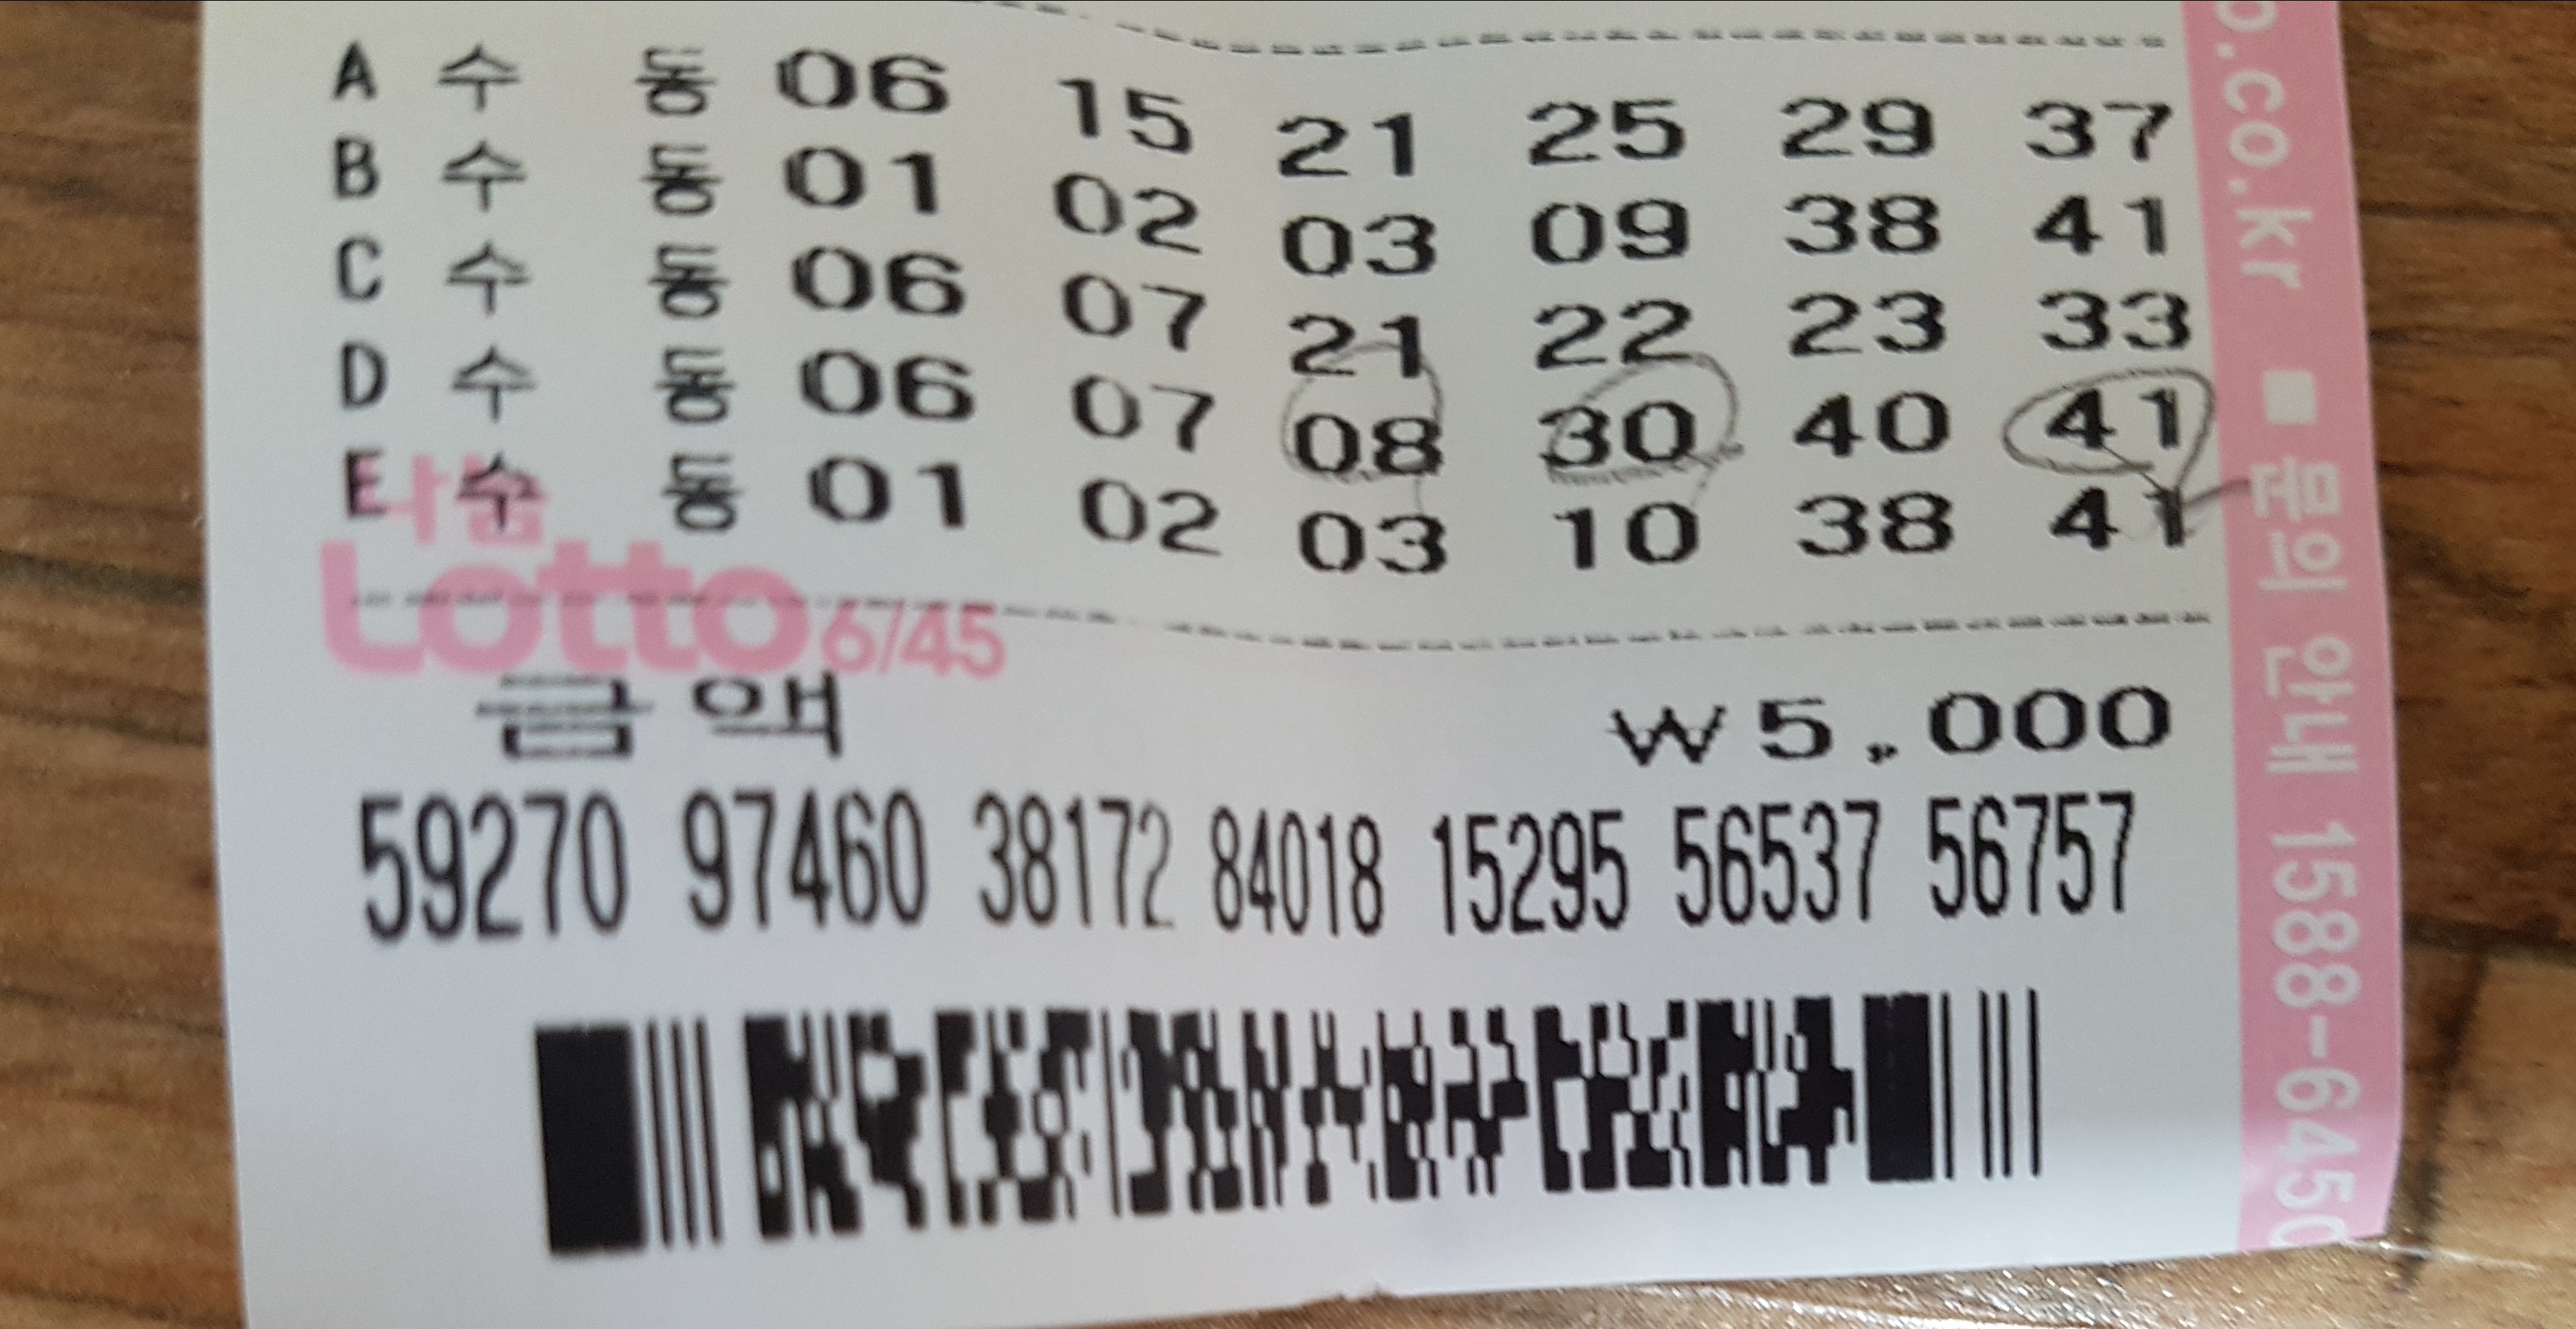 A 수 동 06 15 21 25 29 37
B 수 동 01 02 03 09 38 41
C 수 동 06 07 21 22 23 33
D 수 동 06 07 08 30 40 41
E 수 동 01 02 03 10 38 41
나눔
Lotto 6/45
금 액 ₩5,000
59270 97460 38172 84018 15295 56537 56757
o.co.kr ■ 문의 안내 1588-6450